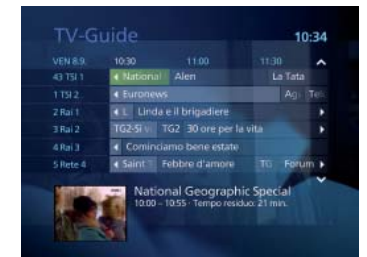 TV-Guide 10:34
VEN 8.9. 10:30 11:00 11:30
43 TSI 1 National Alen La Tata
1 TSI 2 Euronews Ag
2 Rai 1 L Linda e il brigadiere
3 Rai 2 TG2-Si v TG2 30 ore per la vita
4 Rai 3 Cominciamo bene estate
5 Rete 4 Saint T Febbre d'amore TG Forum
National Geographic Special
10:00 – 10:55 · Tempo residuo: 21 min.